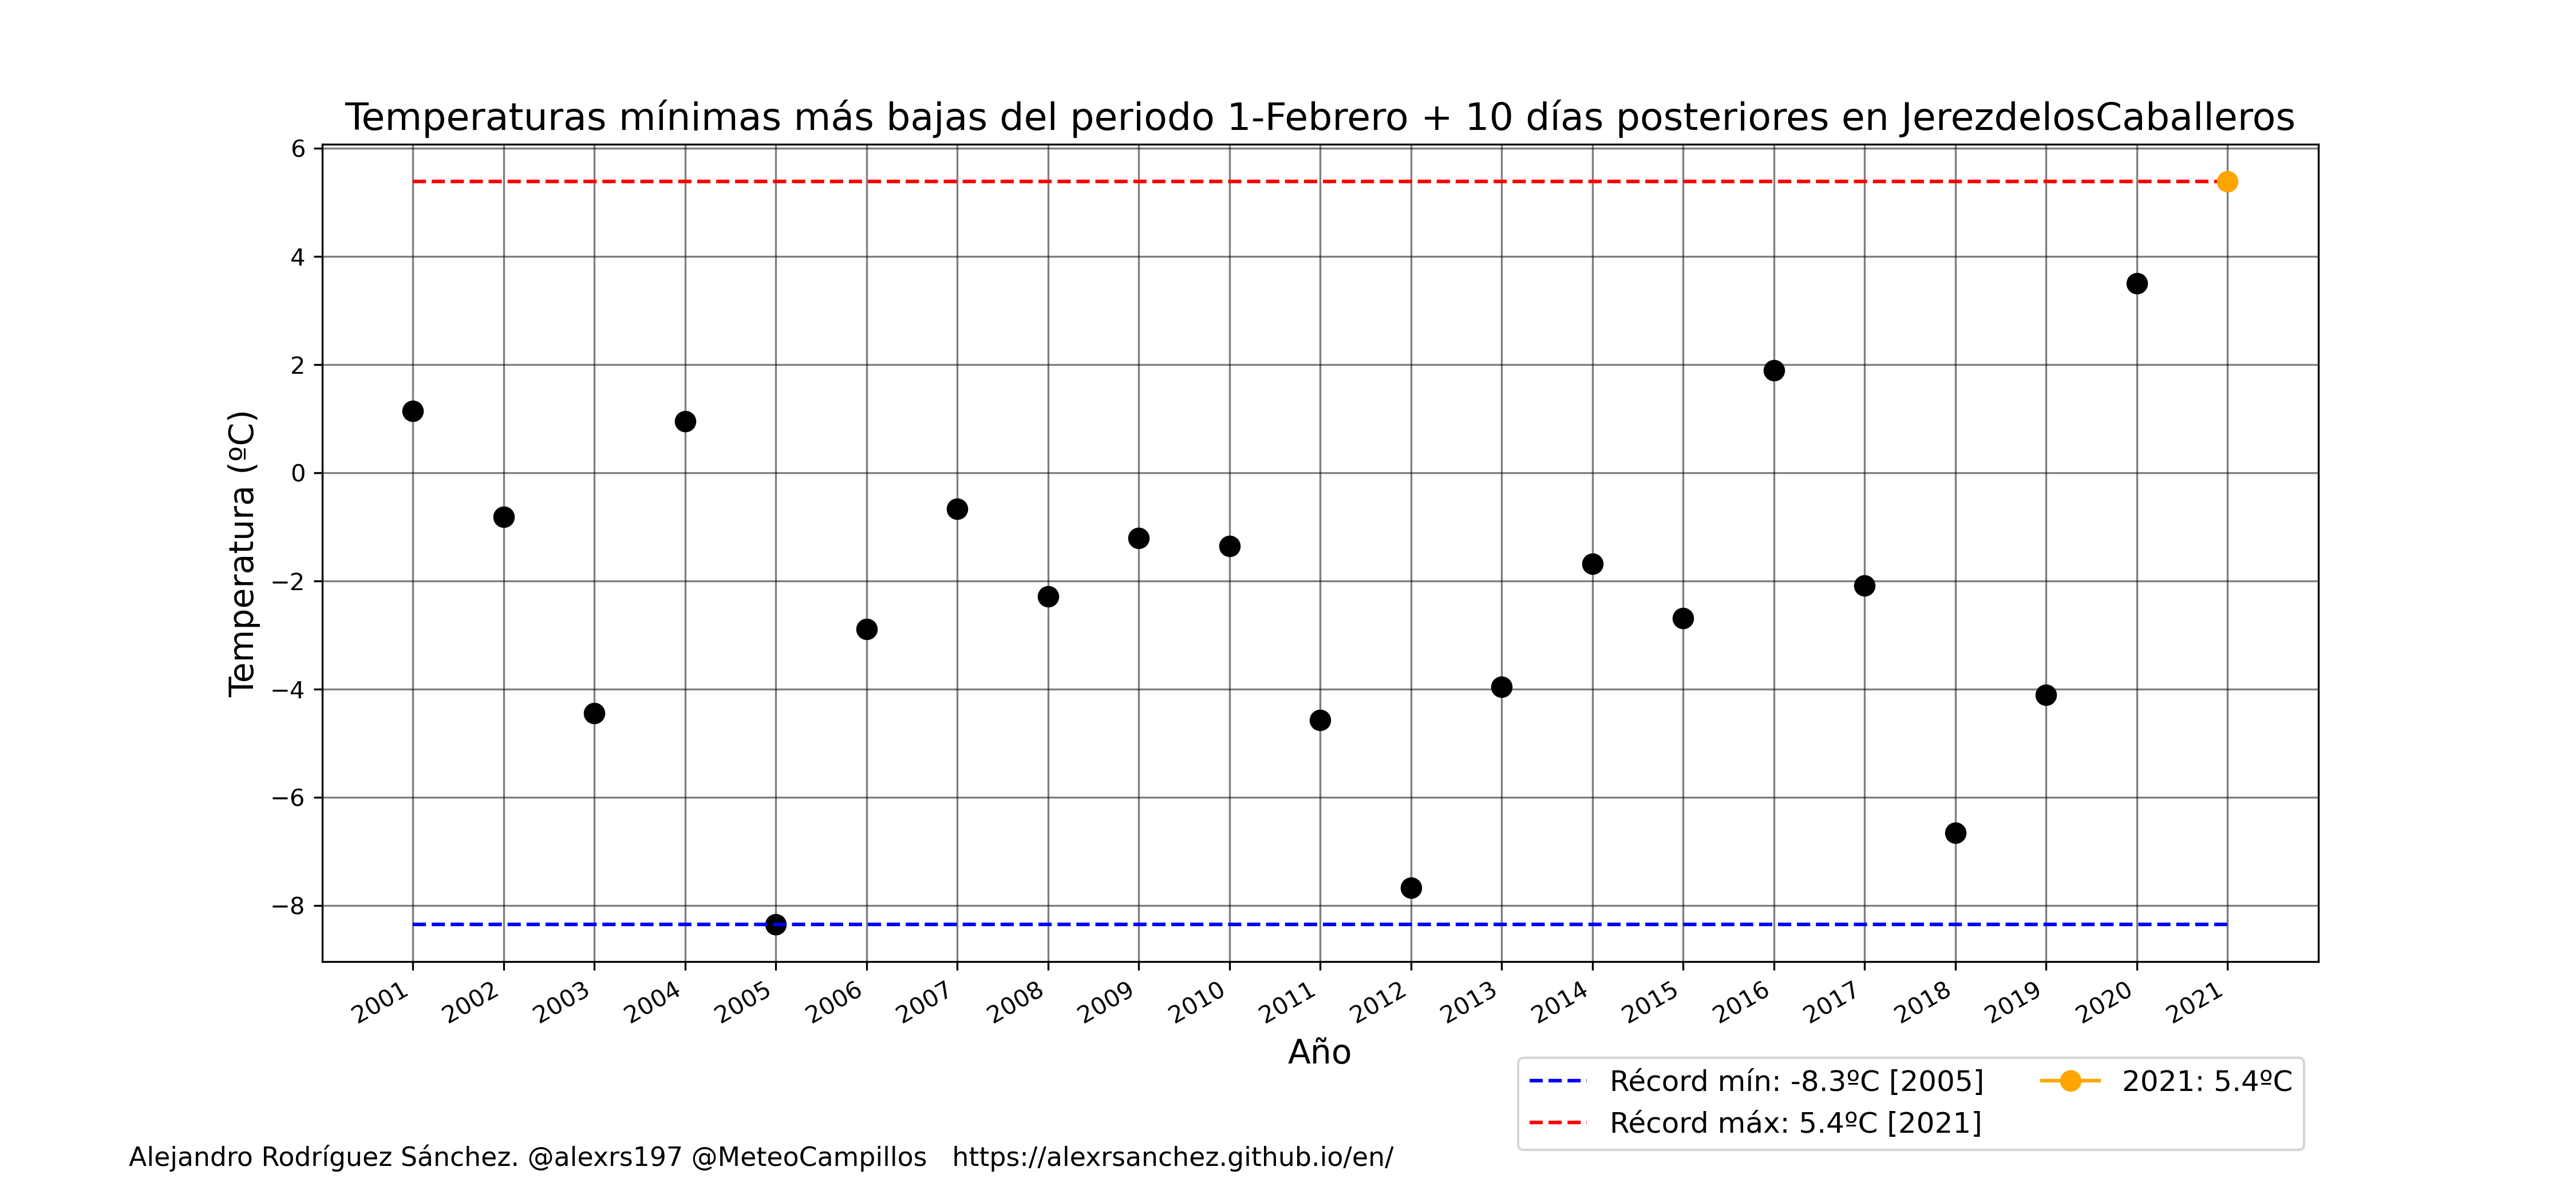 Temperaturas mínimas más bajas del periodo 1-Febrero + 10 días posteriores en JerezdelosCaballeros
Temperatura (ºC)
6
4
2
0
−2
−4
−6
−8
2001 2002 2003 2004 2005 2006 2007 2008 2009 2010 2011 2012 2013 2014 2015 2016 2017 2018 2019 2020 2021
Año
Récord mín: -8.3ºC [2005]
Récord máx: 5.4ºC [2021]
2021: 5.4ºC
Alejandro Rodríguez Sánchez. @alexrs197 @MeteoCampillos https://alexrsanchez.github.io/en/